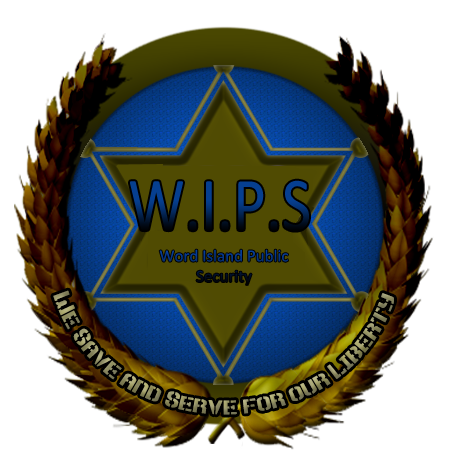 W.I.P.S
Word Island Public
Security
We Save and Serve for our Liberty